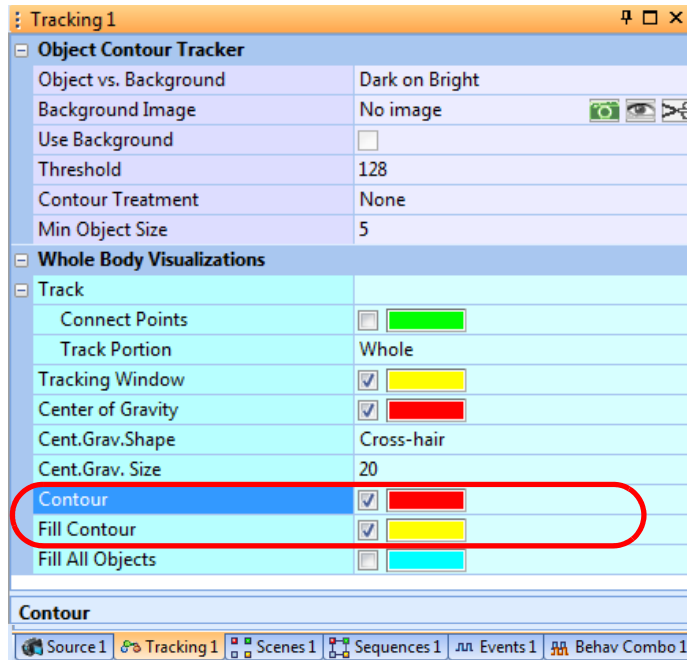 Tracking 1
Object Contour Tracker
Object vs. Background Dark on Bright
Background Image No image
Use Background
Threshold 128
Contour Treatment None
Min Object Size 5
Whole Body Visualizations
Track
Connect Points
Track Portion Whole
Tracking Window
Center of Gravity
Cent.Grav.Shape Cross-hair
Cent.Grav. Size 20
Contour
Fill Contour
Fill All Objects
Contour
Source 1 Tracking 1 Scenes 1 Sequences 1 Events 1 Behav Combo 1